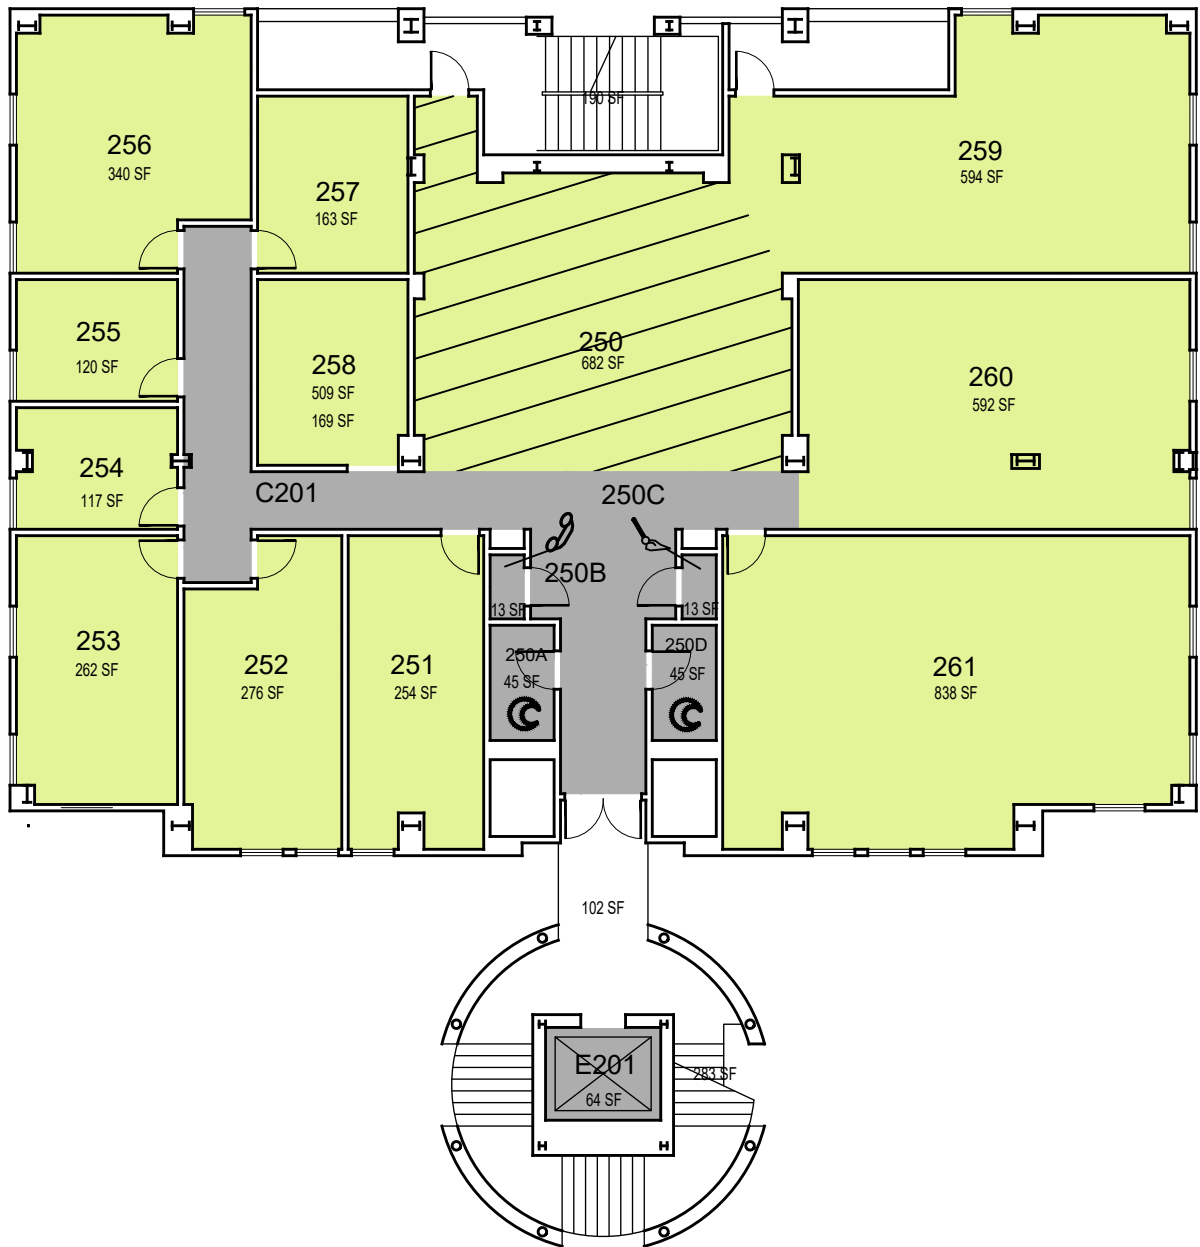 190 SF
256
340 SF
257
163 SF
259
594 SF
255
120 SF
258
509 SF
169 SF
250
682 SF
260
592 SF
254
117 SF
C201
250C
250B
13 SF
13 SF
253
262 SF
252
276 SF
251
254 SF
250A
45 SF
250D
45 SF
261
838 SF
102 SF
E201
64 SF
283 SF